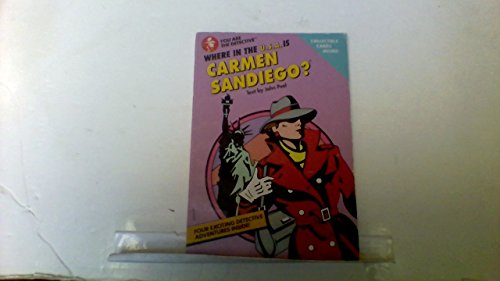 YOU ARE
THE DETECTIVE
COLLECTIBLE
CARDS
INSIDE!
WHERE IN THE U.S.A. IS
CARMEN
SANDIEGO?
Text by John Peel
FOUR EXCITING DETECTIVE
ADVENTURES INSIDE!